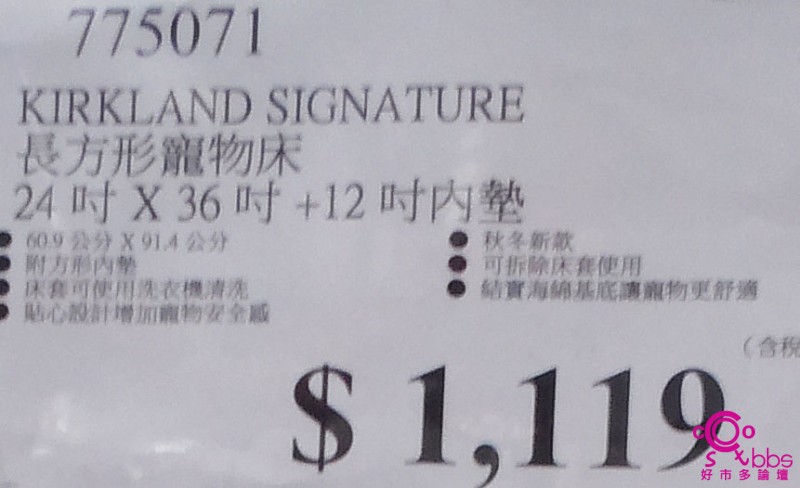 775071
KIRKLAND SIGNATURE
長方形寵物床
24 吋 X 36 吋 +12 吋內墊
● 60.9 公分 X 91.4 公分
● 附方形內墊
● 床套可使用洗衣機清洗
● 貼心設計增加寵物安全感
● 秋冬新款
● 可拆除床套使用
● 結實海綿基底讓寵物更舒適
(含稅
$ 1,119
CoCo
Stbbs
好市多論壇